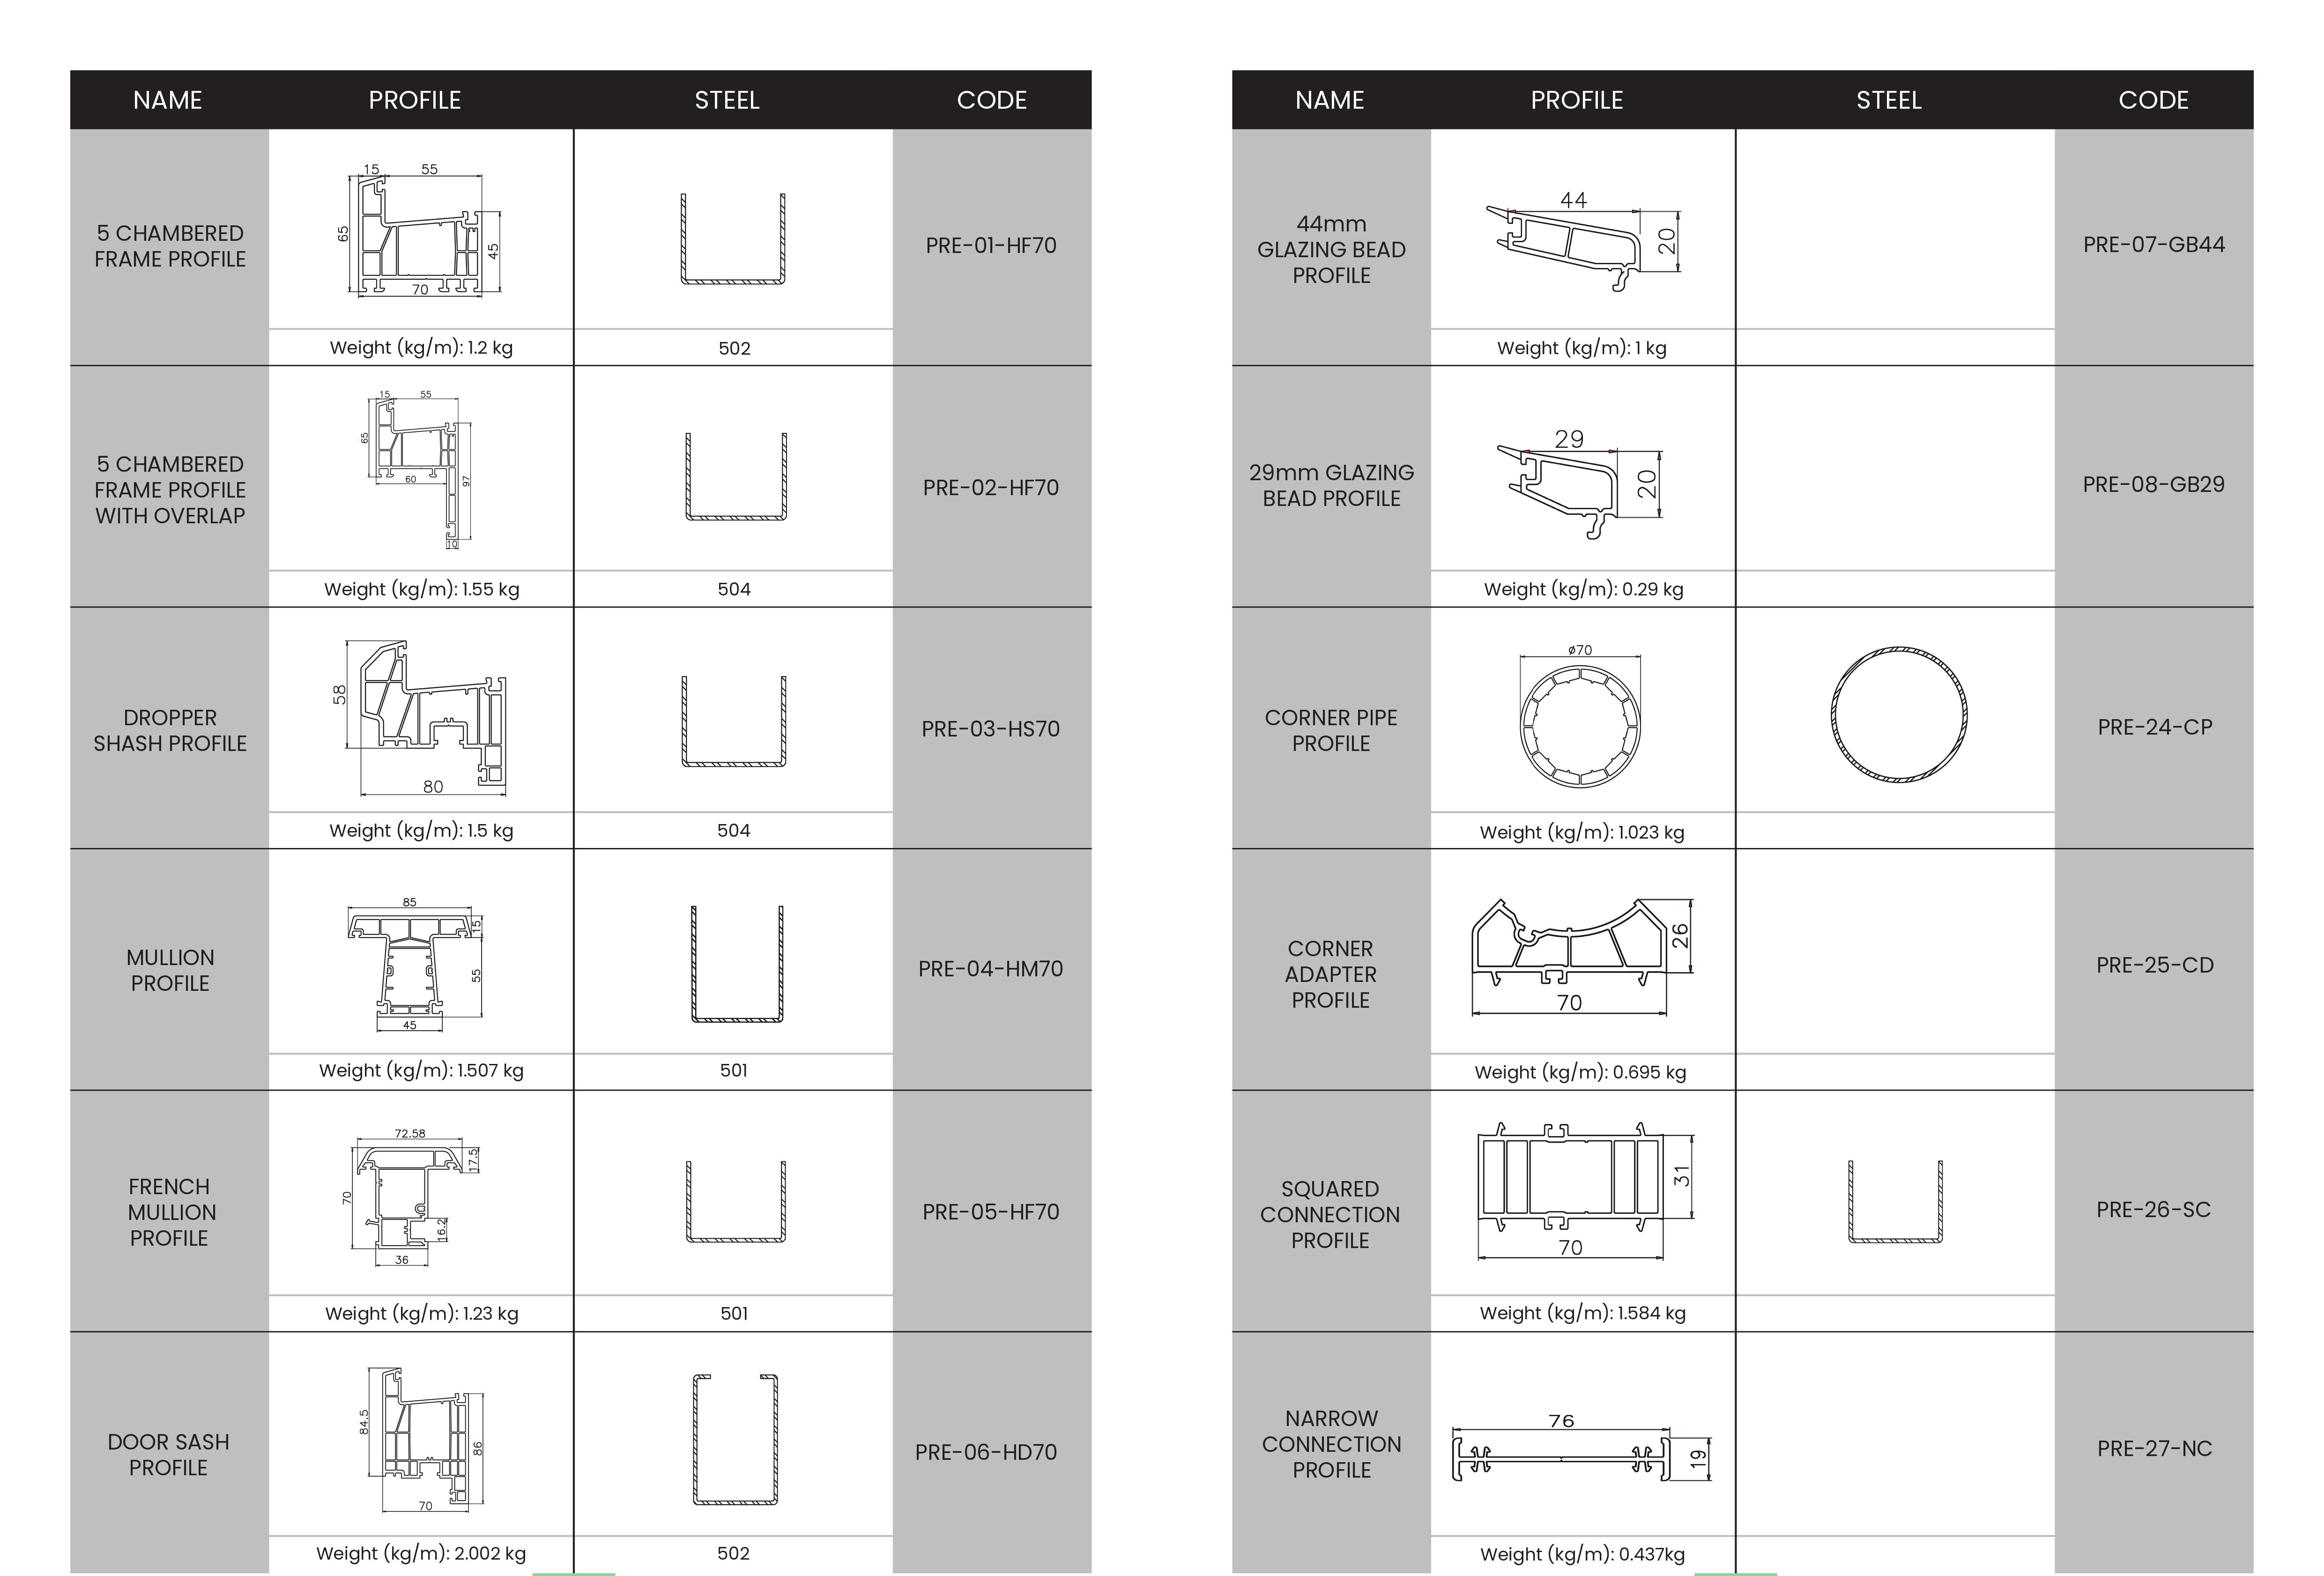 NAME PROFILE STEEL CODE
5 CHAMBERED
FRAME PROFILE
15 55
65
45
70
Weight (kg/m): 1.2 kg
502
PRE-01-HF70
5 CHAMBERED
FRAME PROFILE
WITH OVERLAP
15 55
65
60
97
10
Weight (kg/m): 1.55 kg
504
PRE-02-HF70
DROPPER
SHASH PROFILE
58
80
Weight (kg/m): 1.5 kg
504
PRE-03-HS70
MULLION
PROFILE
85
15
55
45
Weight (kg/m): 1.507 kg
501
PRE-04-HM70
FRENCH
MULLION
PROFILE
72.58
17.5
70
16.2
36
Weight (kg/m): 1.23 kg
501
PRE-05-HF70
DOOR SASH
PROFILE
84.5
86
70
Weight (kg/m): 2.002 kg
502
PRE-06-HD70
NAME PROFILE STEEL CODE
44mm
GLAZING BEAD
PROFILE
44
20
Weight (kg/m): 1 kg
PRE-07-GB44
29mm GLAZING
BEAD PROFILE
29
20
Weight (kg/m): 0.29 kg
PRE-08-GB29
CORNER PIPE
PROFILE
ø70
Weight (kg/m): 1.023 kg
PRE-24-CP
CORNER
ADAPTER
PROFILE
26
70
Weight (kg/m): 0.695 kg
PRE-25-CD
SQUARED
CONNECTION
PROFILE
31
70
Weight (kg/m): 1.584 kg
PRE-26-SC
NARROW
CONNECTION
PROFILE
76
19
Weight (kg/m): 0.437kg
PRE-27-NC